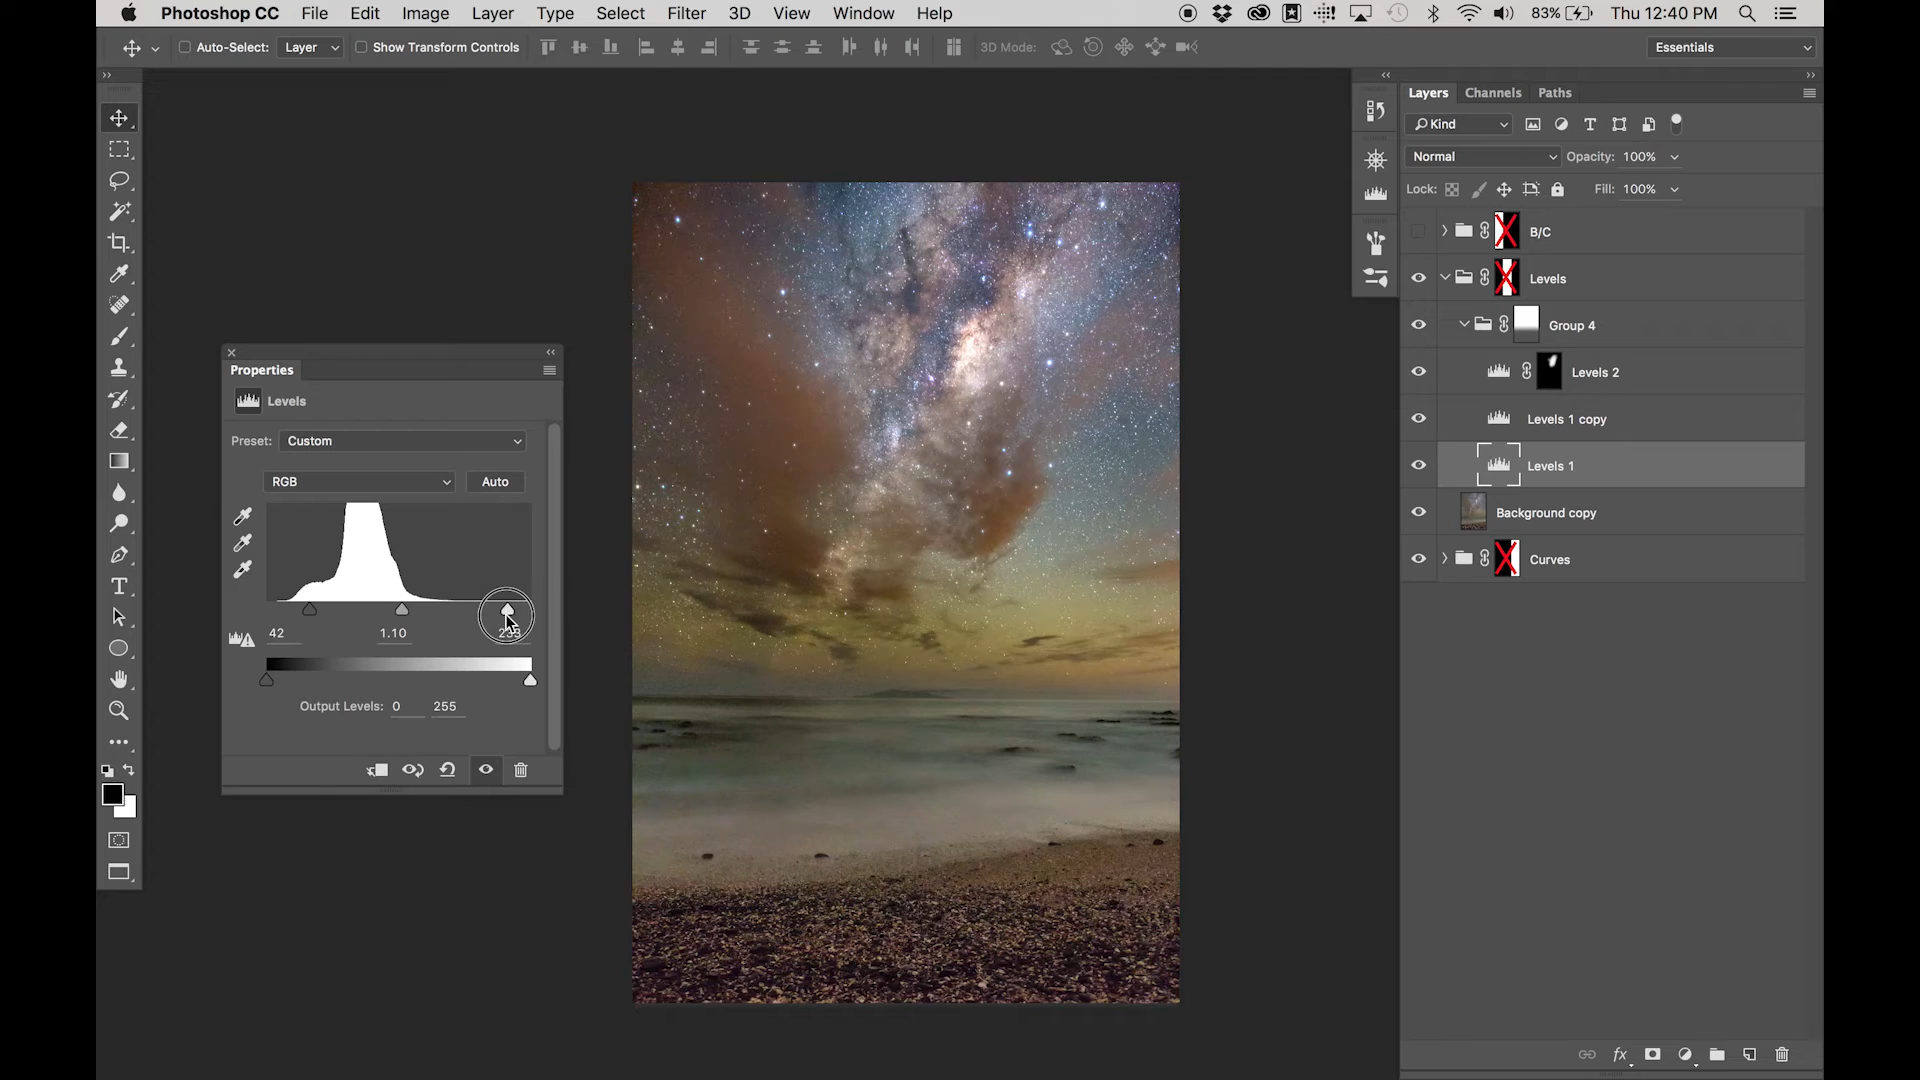 Photoshop CC File Edit Image Layer Type Select Filter 3D View Window Help 83% Thu 12:40 PM
Auto-Select: Layer Show Transform Controls 3D Mode: Essentials
Layers Channels Paths
Kind
Normal Opacity: 100%
Lock: Fill: 100%
B/C
Levels
Group 4
Levels 2
Levels 1 copy
Levels 1
Background copy
Curves
Properties
Levels
Preset: Custom
RGB Auto
42 1.10
Output Levels: 0 255